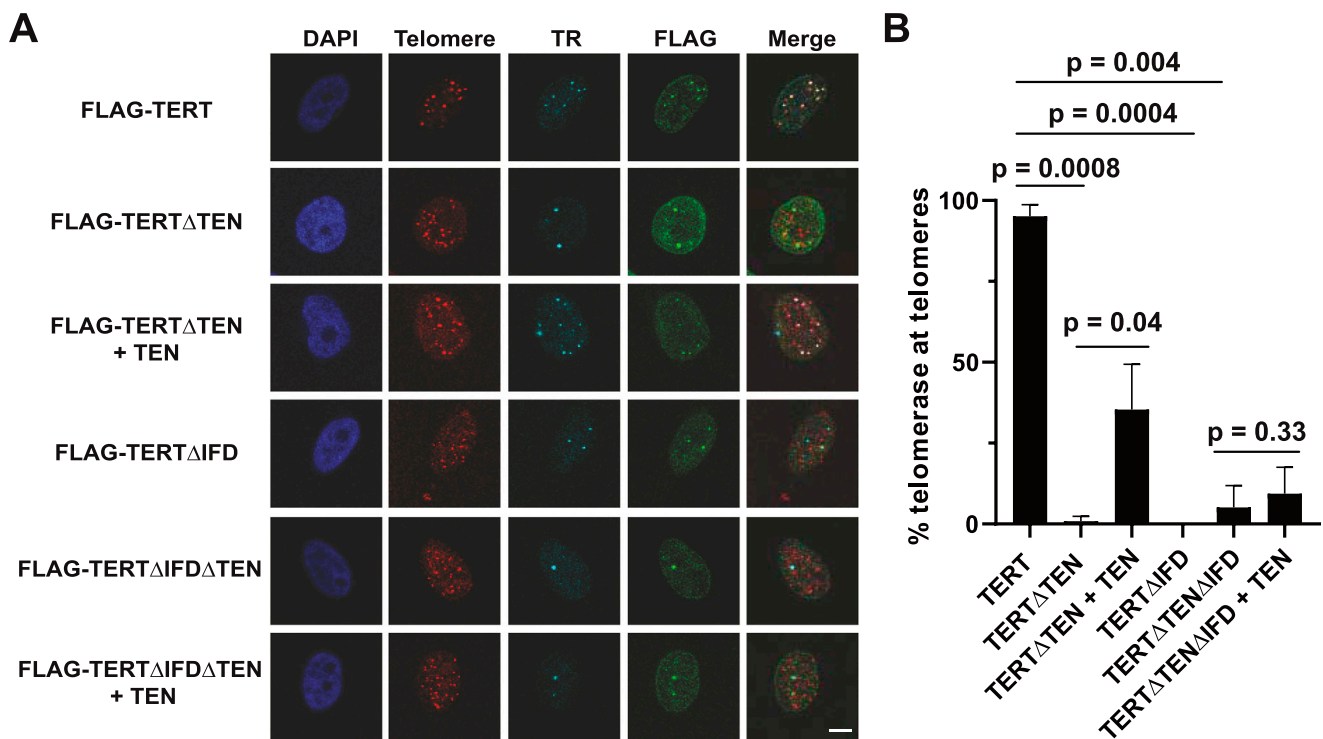 A
DAPI Telomere TR FLAG Merge
FLAG-TERT
FLAG-TERTΔTEN
FLAG-TERTΔTEN
+ TEN
FLAG-TERTΔIFD
FLAG-TERTΔIFDΔTEN
FLAG-TERTΔIFDΔTEN
+ TEN
B
p = 0.004
p = 0.0004
p = 0.0008
p = 0.04
p = 0.33
% telomerase at telomeres
100
50
0
TERT
TERTΔTEN
TERTΔTEN + TEN
TERTΔIFD
TERTΔTENΔIFD
TERTΔTENΔIFD + TEN